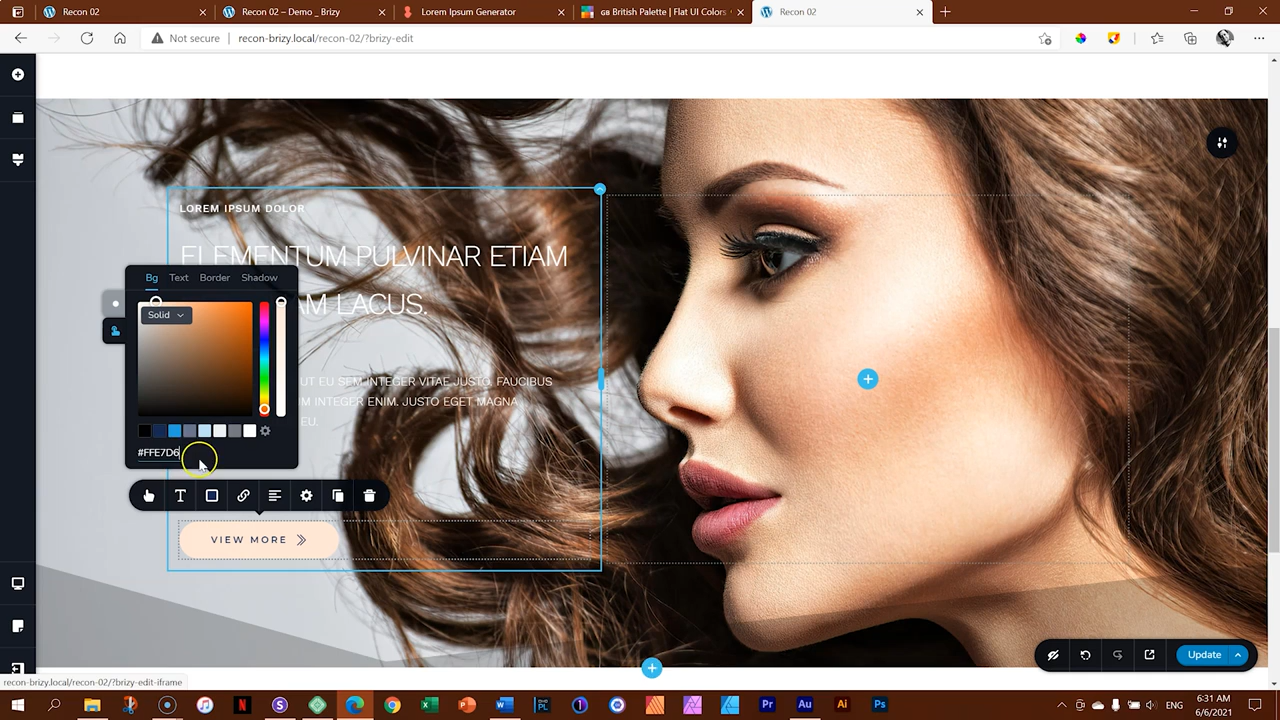 Recon 02
Recon 02 – Demo _ Brizy
Lorem Ipsum Generator
GB British Palette | Flat UI Colors
Recon 02
Not secure
recon-brizy.local/recon-02/?brizy-edit
LOREM IPSUM DOLOR
ELEMENTUM PULVINAR ETIAM
AM LACUS.
Bg
Text
Border
Shadow
Solid
UT EU SEM INTEGER VITAE JUSTO. FAUCIBUS
INTEGER ENIM. JUSTO EGET MAGNA
EU.
#FFE7D6
VIEW MORE
Update
recon-brizy.local/recon-02/?brizy-edit-iframe
ENG
6:31 AM
6/6/2021